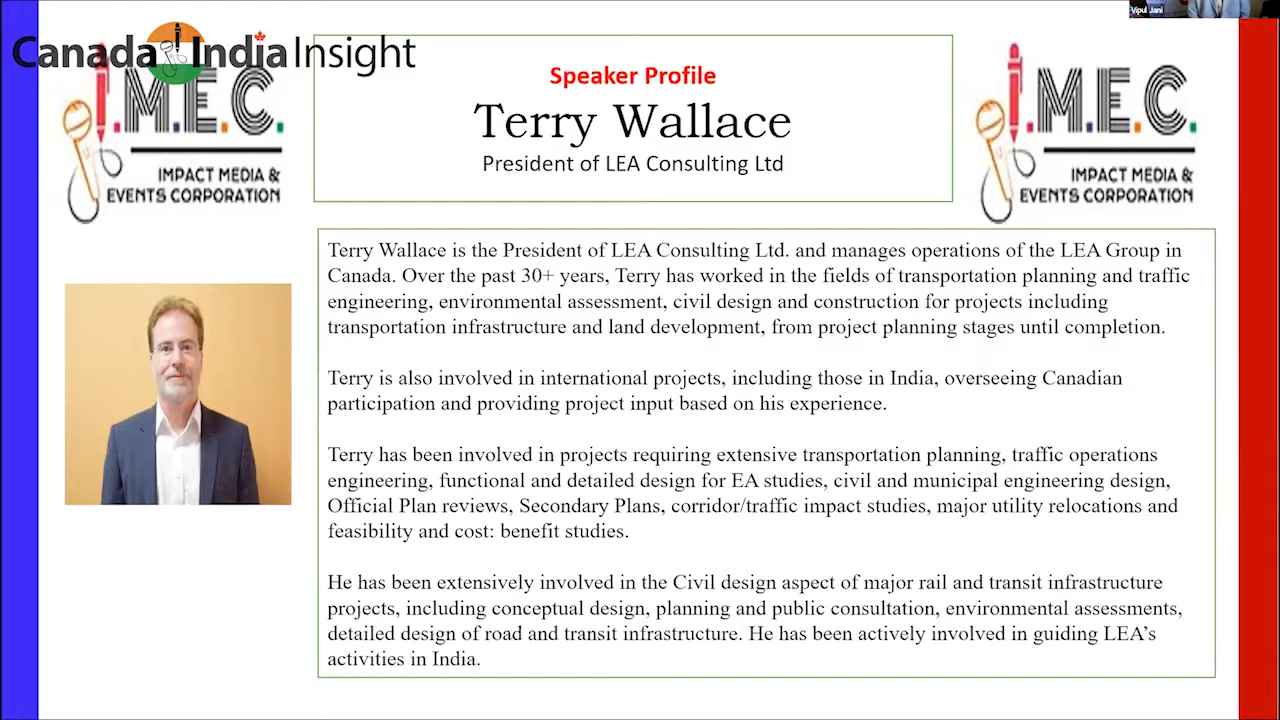 Vipul Jani
Canada IndiaInsight
I.M.E.C.
IMPACT MEDIA &
EVENTS CORPORATION
Speaker Profile
Terry Wallace
President of LEA Consulting Ltd
I.M.E.C.
IMPACT MEDIA &
EVENTS CORPORATION
Terry Wallace is the President of LEA Consulting Ltd. and manages operations of the LEA Group in
Canada. Over the past 30+ years, Terry has worked in the fields of transportation planning and traffic
engineering, environmental assessment, civil design and construction for projects including
transportation infrastructure and land development, from project planning stages until completion.
Terry is also involved in international projects, including those in India, overseeing Canadian
participation and providing project input based on his experience.
Terry has been involved in projects requiring extensive transportation planning, traffic operations
engineering, functional and detailed design for EA studies, civil and municipal engineering design,
Official Plan reviews, Secondary Plans, corridor/traffic impact studies, major utility relocations and
feasibility and cost: benefit studies.
He has been extensively involved in the Civil design aspect of major rail and transit infrastructure
projects, including conceptual design, planning and public consultation, environmental assessments,
detailed design of road and transit infrastructure. He has been actively involved in guiding LEA’s
activities in India.